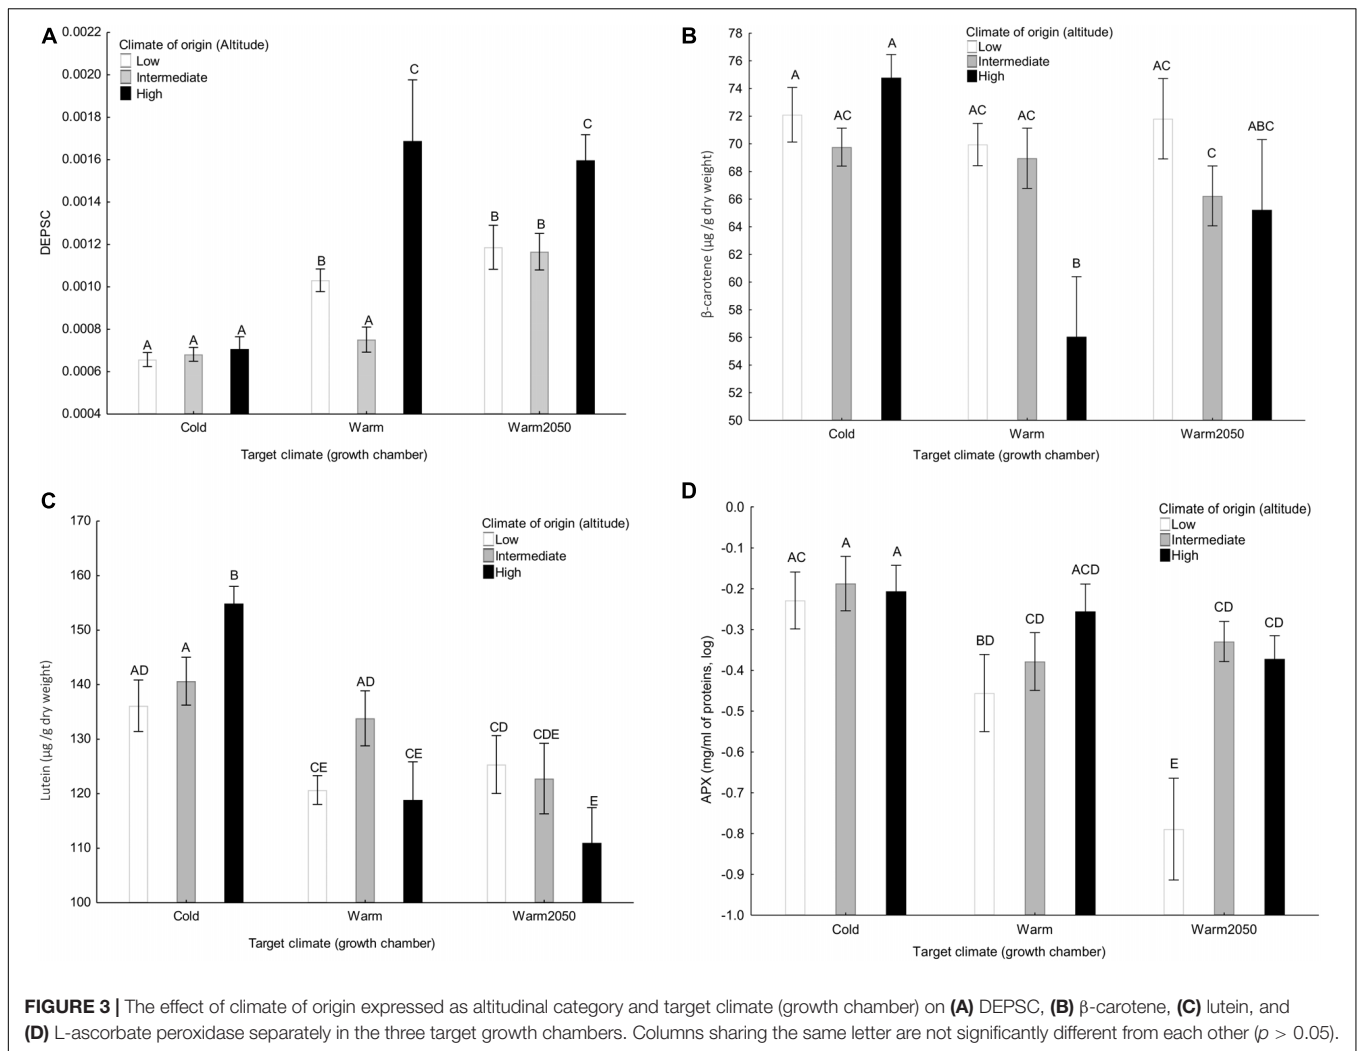 A
Climate of origin (Altitude)
Low
Intermediate
High
0.0022
0.0020
0.0018
0.0016
0.0014
0.0012
0.0010
0.0008
0.0006
0.0004
DEPSC
A
A
A
B
A
C
B
B
C
Cold
Warm
Warm2050
Target climate (growth chamber)
B
Climate of origin (altitude)
Low
Intermediate
High
78
76
74
72
70
68
66
64
62
60
58
56
54
52
50
β-carotene (µg /g dry weight)
A
AC
A
AC
AC
B
AC
C
ABC
Cold
Warm
Warm2050
Target climate (growth chamber)
C
Climate of origin (altitude)
Low
Intermediate
High
170
160
150
140
130
120
110
100
Lutein (µg /g dry weight)
AD
A
B
CE
AD
CE
CD
CDE
E
Cold
Warm
Warm2050
Target climate (growth chamber)
D
Climate of origin (altitude)
Low
Intermediate
High
0.0
-0.1
-0.2
-0.3
-0.4
-0.5
-0.6
-0.7
-0.8
-0.9
-1.0
APX (mg/ml of proteins, log)
AC
A
A
BD
CD
ACD
E
CD
CD
Cold
Warm
Warm2050
Target climate (growth chamber)
FIGURE 3 | The effect of climate of origin expressed as altitudinal category and target climate (growth chamber) on (A) DEPSC, (B) β-carotene, (C) lutein, and
(D) L-ascorbate peroxidase separately in the three target growth chambers. Columns sharing the same letter are not significantly different from each other (p > 0.05).